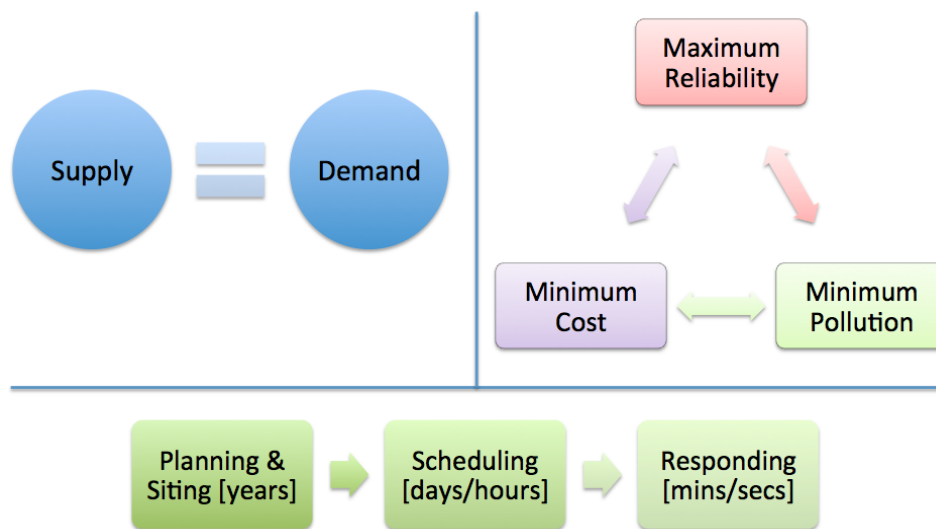 Supply
Demand
Maximum
Reliability
Minimum
Cost
Minimum
Pollution
Planning &
Siting [years]
Scheduling
[days/hours]
Responding
[mins/secs]